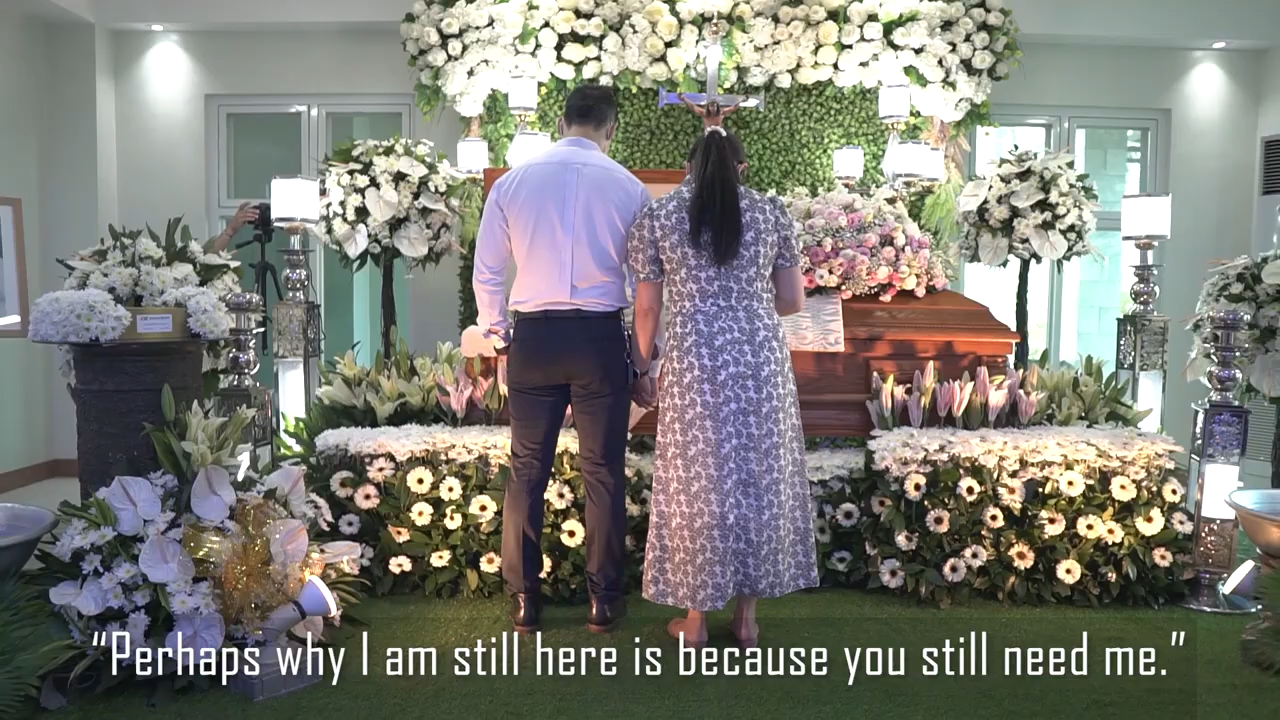 “Perhaps why I am still here is because you still need me.”